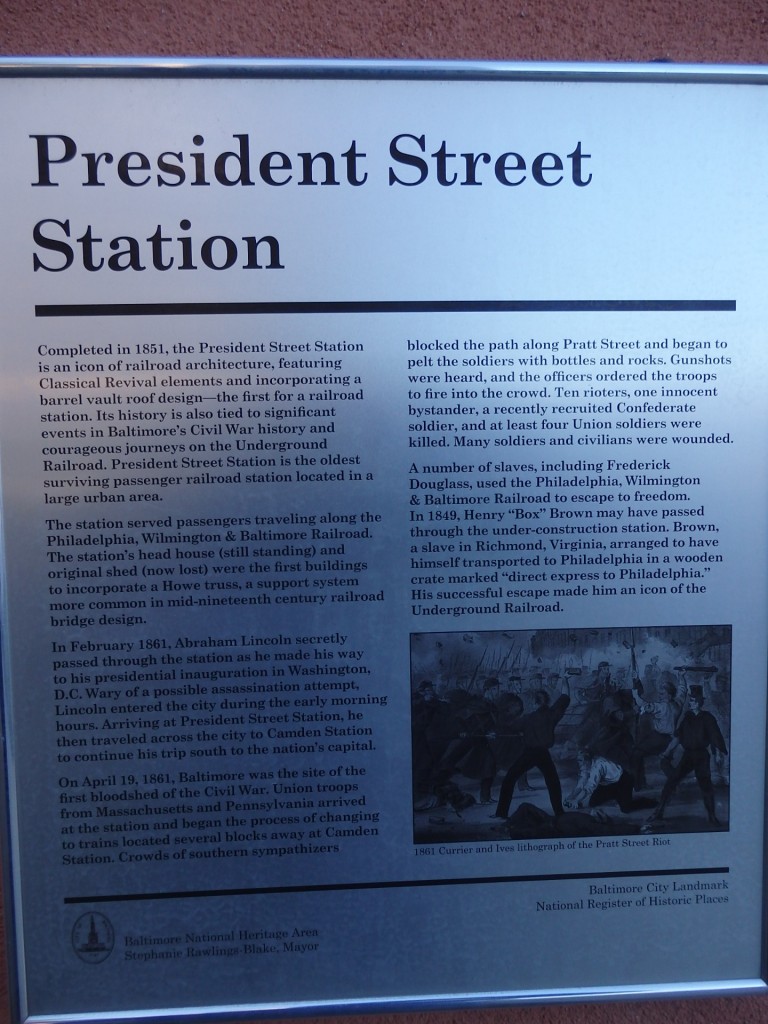 President Street
Station
Completed in 1851, the President Street Station
is an icon of railroad architecture, featuring
Classical Revival elements and incorporating a
barrel vault roof design—the first for a railroad
station. Its history is also tied to significant
events in Baltimore's Civil War history and
courageous journeys on the Underground
Railroad. President Street Station is the oldest
surviving passenger railroad station located in a
large urban area.
The station served passengers traveling along the
Philadelphia, Wilmington & Baltimore Railroad.
The station's head house (still standing) and
original shed (now lost) were the first buildings
to incorporate a Howe truss, a support system
more common in mid-nineteenth century railroad
bridge design.
In February 1861, Abraham Lincoln secretly
passed through the station as he made his way
to his presidential inauguration in Washington,
D.C. Wary of a possible assassination attempt,
Lincoln entered the city during the early morning
hours. Arriving at President Street Station, he
then traveled across the city to Camden Station
to continue his trip south to the nation's capital.
On April 19, 1861, Baltimore was the site of the
first bloodshed of the Civil War. Union troops
from Massachusetts and Pennsylvania arrived
at the station and began the process of changing
to trains located several blocks away at Camden
Station. Crowds of southern sympathizers
blocked the path along Pratt Street and began to
pelt the soldiers with bottles and rocks. Gunshots
were heard, and the officers ordered the troops
to fire into the crowd. Ten rioters, one innocent
bystander, a recently recruited Confederate
soldier, and at least four Union soldiers were
killed. Many soldiers and civilians were wounded.
A number of slaves, including Frederick
Douglass, used the Philadelphia, Wilmington
& Baltimore Railroad to escape to freedom.
In 1849, Henry "Box" Brown may have passed
through the under-construction station. Brown,
a slave in Richmond, Virginia, arranged to have
himself transported to Philadelphia in a wooden
crate marked "direct express to Philadelphia."
His successful escape made him an icon of the
Underground Railroad.
1861 Currier and Ives lithograph of the Pratt Street Riot
Baltimore City Landmark
National Register of Historic Places
Baltimore National Heritage Area
Stephanie Rawlings-Blake, Mayor